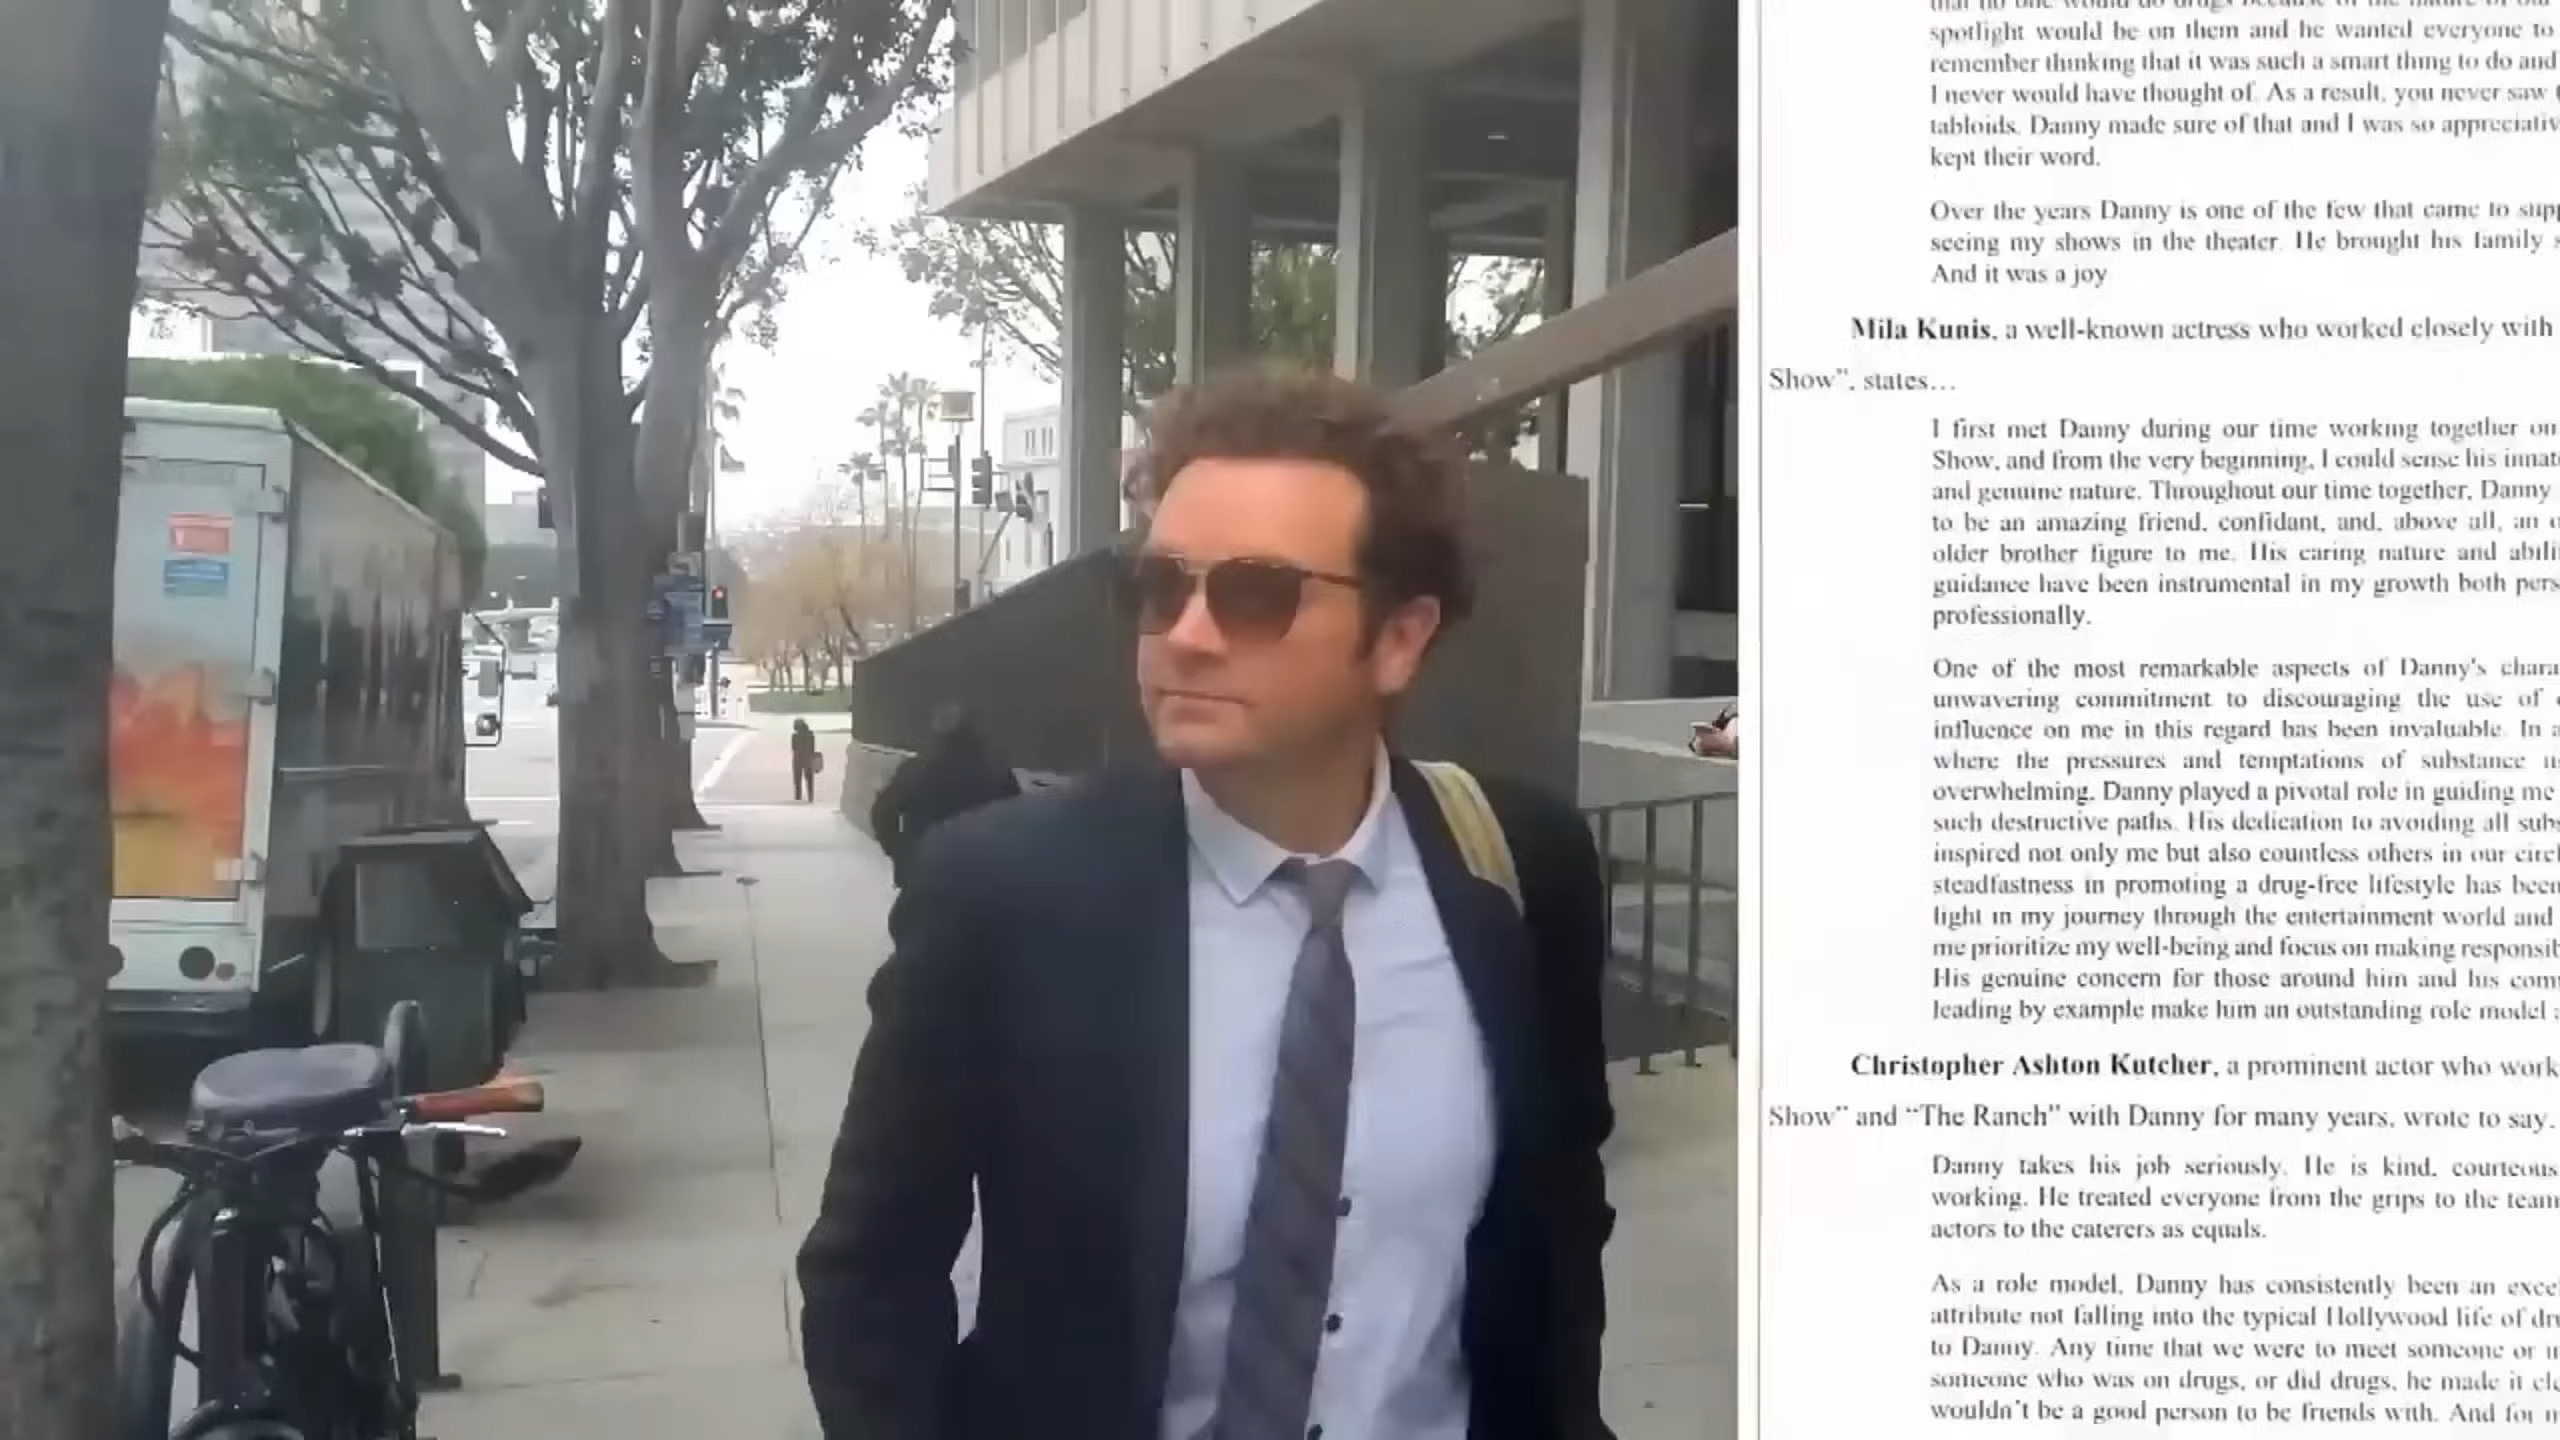 that no one would do drugs because of the nature of our
spotlight would be on them and he wanted everyone to
remember thinking that it was such a smart thing to do and
I never would have thought of. As a result, you never saw
tabloids. Danny made sure of that and I was so
kept their word.
Over the years Danny is one of the few that came to
seeing my shows in the theater. He brought his family
And it was a joy
Mila Kunis, a well-known actress who worked closely with
Show”, states…
I first met Danny during our time working together on
Show, and from the very beginning, I could sense his
and genuine nature. Throughout our time together, Danny
to be an amazing friend, confidant, and, above all, an
older brother figure to me. His caring nature and
guidance have been instrumental in my growth both
professionally.
One of the most remarkable aspects of Danny's
unwavering commitment to discouraging the use of
influence on me in this regard has been invaluable. In
where the pressures and temptations of substance
overwhelming, Danny played a pivotal role in guiding me
such destructive paths. His dedication to avoiding all
inspired not only me but also countless others in our
steadfastness in promoting a drug-free lifestyle has been
light in my journey through the entertainment world and
me prioritize my well-being and focus on making
His genuine concern for those around him and his
leading by example make him an outstanding role model
Christopher Ashton Kutcher, a prominent actor who
Show” and “The Ranch” with Danny for many years, wrote to say.
Danny takes his job seriously. He is kind, courteous
working. He treated everyone from the grips to the
actors to the caterers as equals.
As a role model, Danny has consistently been an
attribute not falling into the typical Hollywood life of
to Danny. Any time that we were to meet someone or
someone who was on drugs, or did drugs, he made it
wouldn't be a good person to be friends with. And for